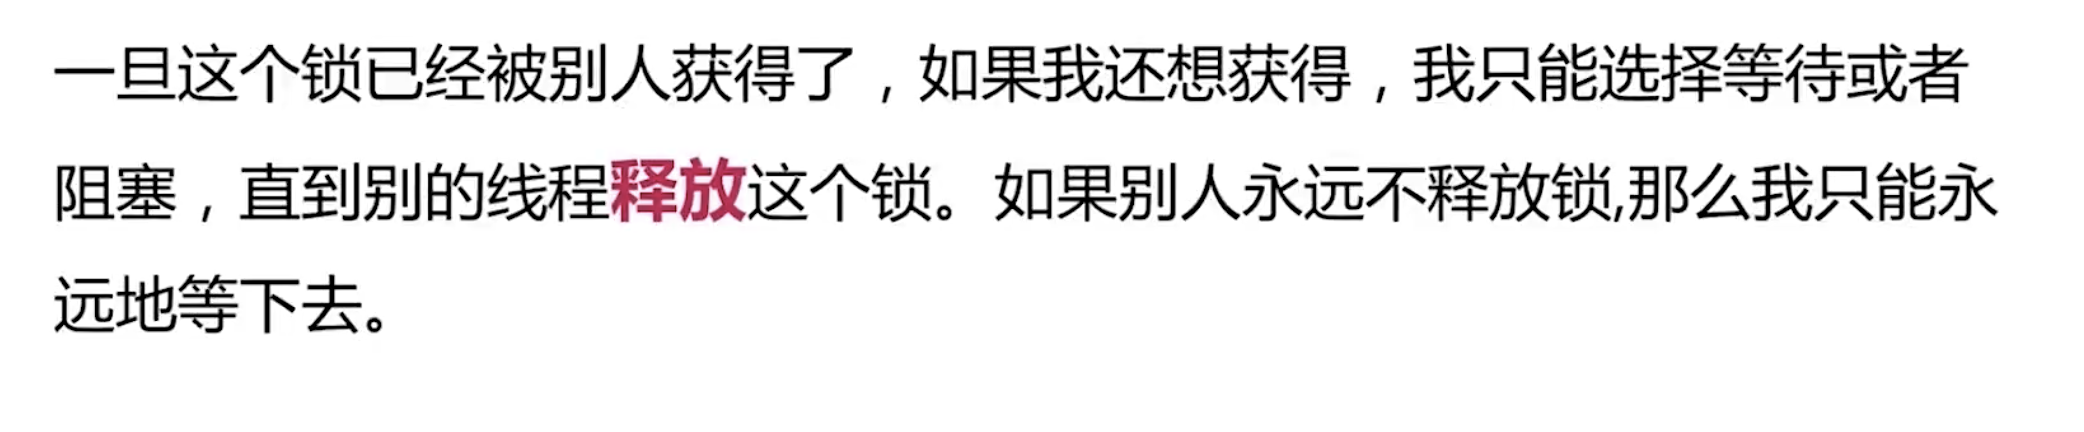 一旦这个锁已经被别人获得了，如果我还想获得，我只能选择等待或者
阻塞，直到别的线程释放这个锁。如果别人永远不释放锁,那么我只能永
远地等下去。